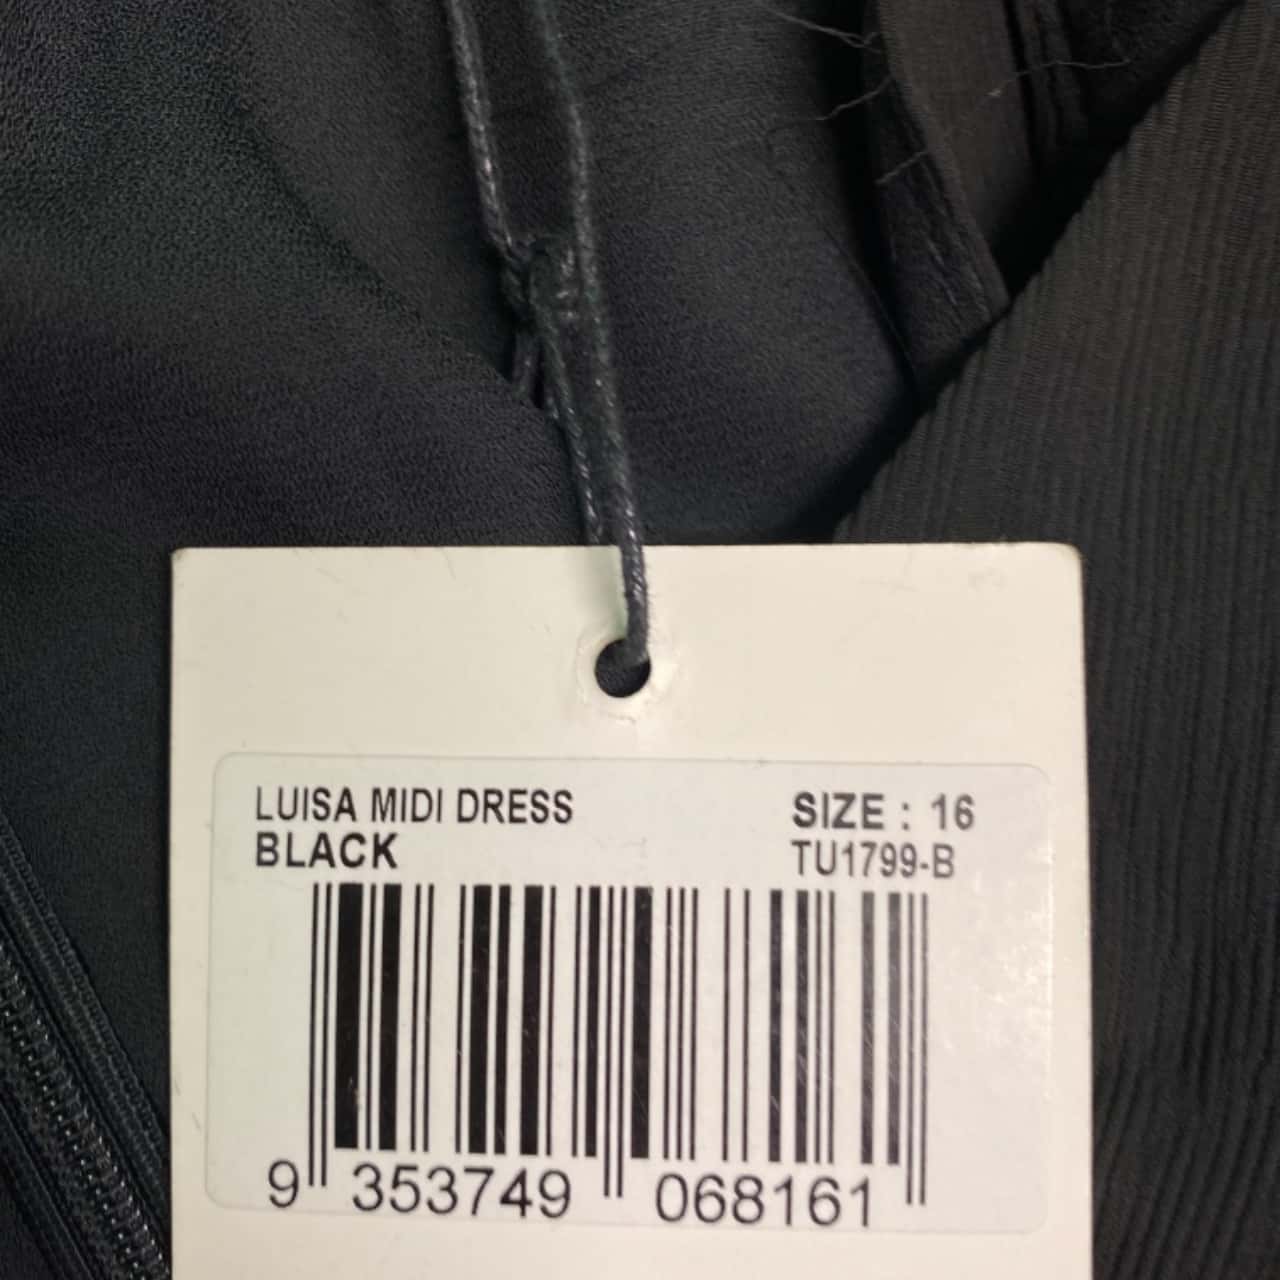 LUISA MIDI DRESS
BLACK
SIZE : 16
TU1799-B
9 353749 068161